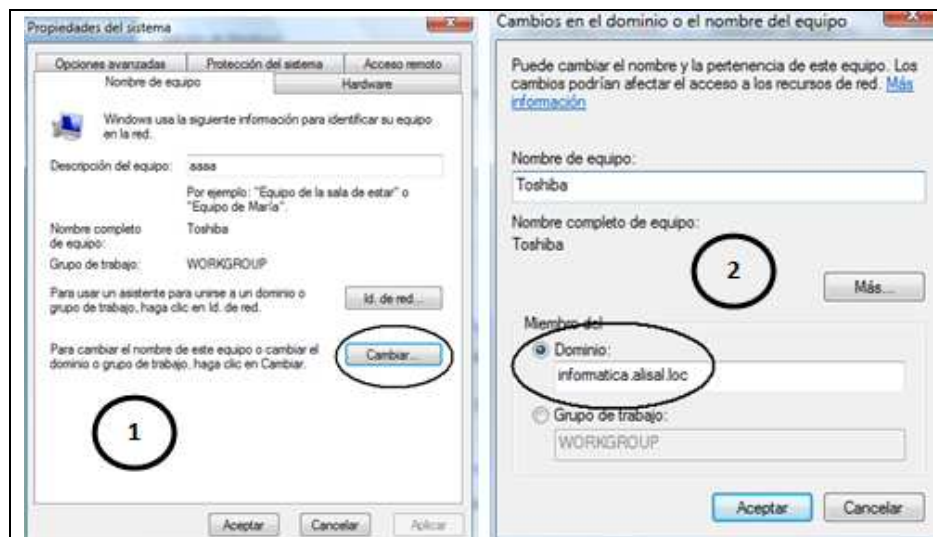 Propiedades del sistema
Opciones avanzadas Protección del sistema Acceso remoto
Nombre de equipo Hardware
Windows usa la siguiente información para identificar su equipo
en la red.
Descripción del equipo: aaaa
Por ejemplo: "Equipo de la sala de estar" o
"Equipo de María".
Nombre completo Toshiba
de equipo:
Grupo de trabajo: WORKGROUP
Para usar un asistente para unirse a un dominio o
grupo de trabajo, haga clic en Id. de red.
Id. de red...
Para cambiar el nombre de este equipo o cambiar el
dominio o grupo de trabajo, haga clic en Cambiar.
Cambiar...
1
Aceptar Cancelar Aplicar
Cambios en el dominio o el nombre del equipo
Puede cambiar el nombre y la pertenencia de este equipo. Los
cambios podrían afectar el acceso a los recursos de red. Más
información
Nombre de equipo:
Toshiba
Nombre completo de equipo:
Toshiba
2
Más...
Miembro del
Dominio:
informatica.alisal.loc
Grupo de trabajo:
WORKGROUP
Aceptar Cancelar